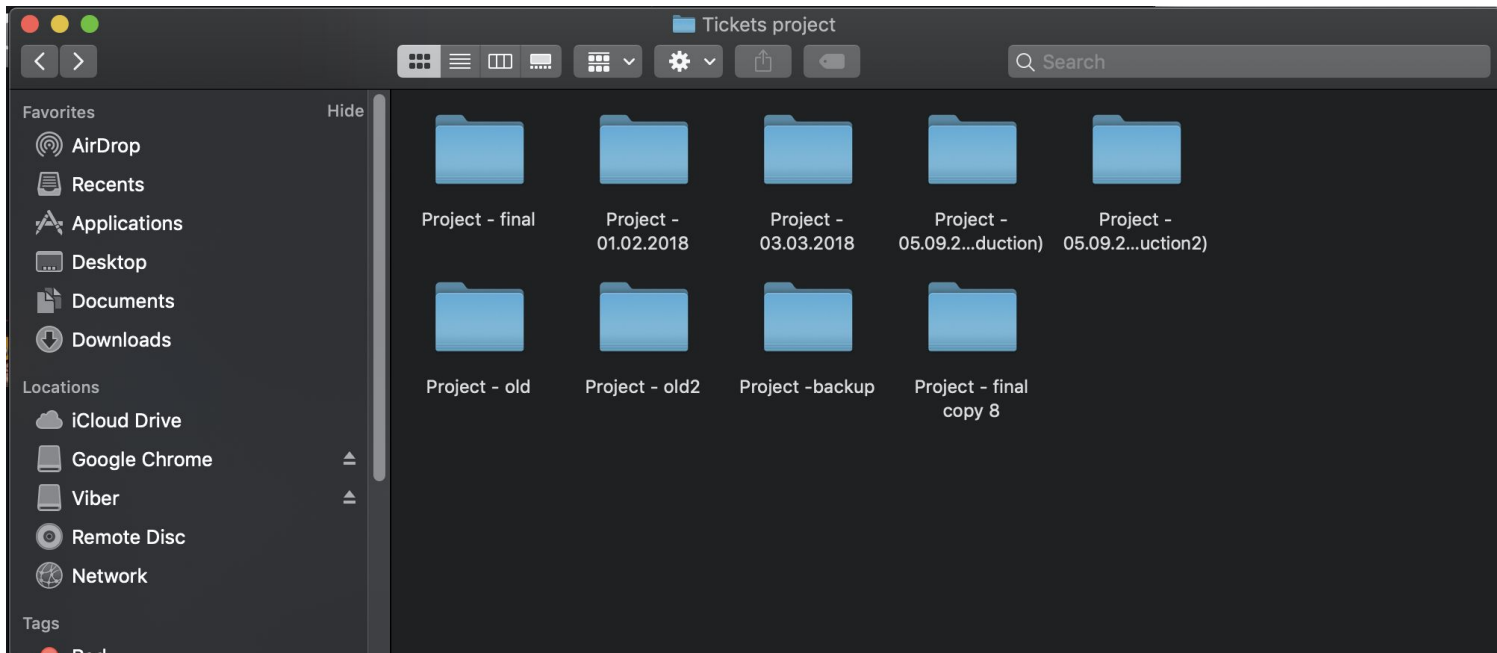 Tickets project
Search
Favorites
Hide
AirDrop
Recents
Applications
Desktop
Documents
Downloads
Locations
iCloud Drive
Google Chrome
Viber
Remote Disc
Network
Tags
Project - final
Project -
01.02.2018
Project -
03.03.2018
Project -
05.09.2...duction)
Project -
05.09.2...uction2)
Project - old
Project - old2
Project -backup
Project - final
copy 8